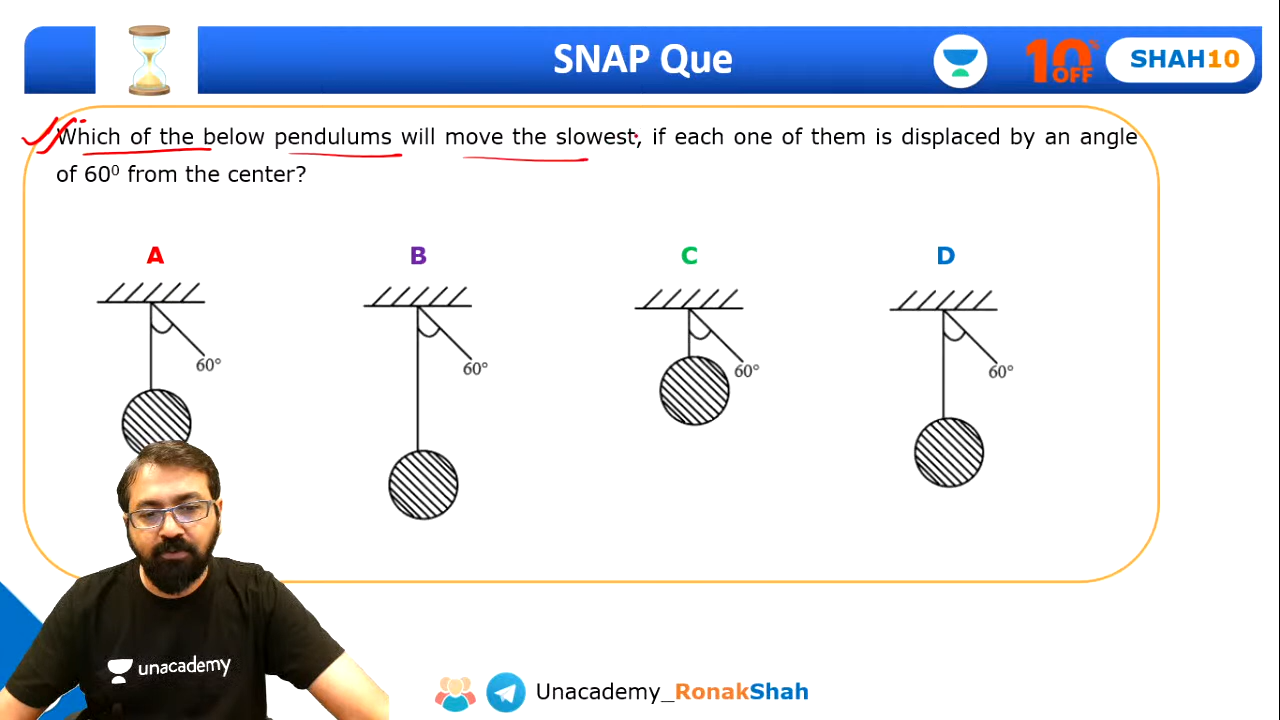 SNAP Que
10% OFF
SHAH10
Which of the below pendulums will move the slowest, if each one of them is displaced by an angle
of 60⁰ from the center?
A B C D
60° 60° 60° 60°
unacademy
Unacademy_RonakShah